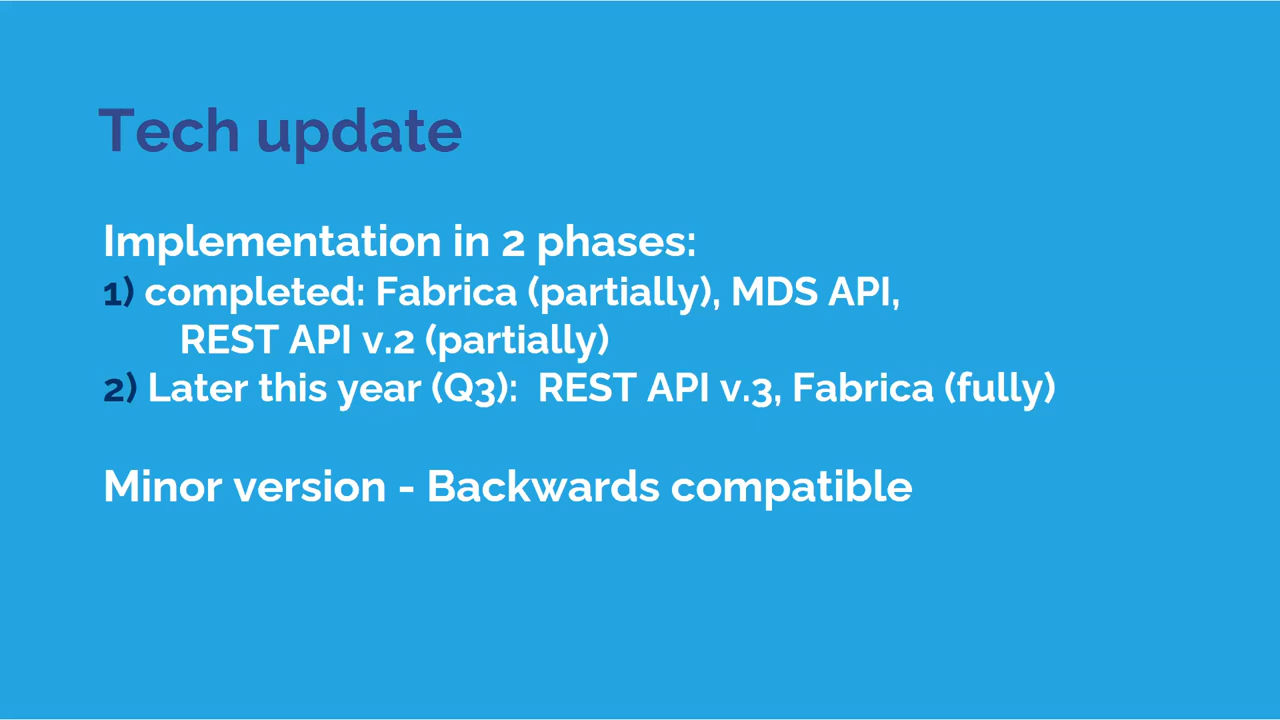 Tech update
Implementation in 2 phases:
1) completed: Fabrica (partially), MDS API,
REST API v.2 (partially)
2) Later this year (Q3):  REST API v.3, Fabrica (fully)
Minor version - Backwards compatible